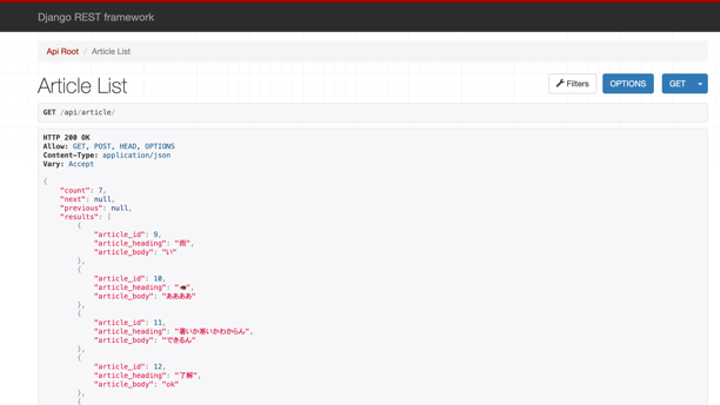 Django REST framework
Api Root / Article List
Article List
Filters
OPTIONS
GET
GET /api/article/
HTTP 200 OK
Allow: GET, POST, HEAD, OPTIONS
Content-Type: application/json
Vary: Accept
{
"count": 7,
"next": null,
"previous": null,
"results": [
{
"article_id": 9,
"article_heading": "雨",
"article_body": "い"
},
{
"article_id": 10,
"article_heading": "",
"article_body": "ああああ"
},
{
"article_id": 11,
"article_heading": "暑いか寒いかわからん",
"article_body": "できるん"
},
{
"article_id": 12,
"article_heading": "了解",
"article_body": "ok"
},
{